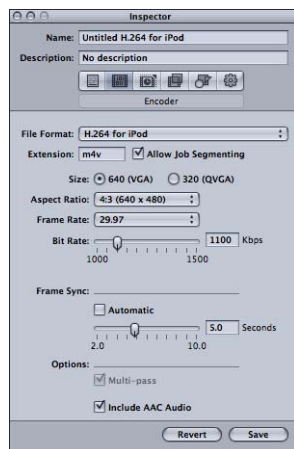 Inspector
Name: Untitled H.264 for iPod
Description: No description
Encoder
File Format: H.264 for iPod
Extension: m4v Allow Job Segmenting
Size: 640 (VGA) 320 (QVGA)
Aspect Ratio: 4:3 (640 x 480)
Frame Rate: 29.97
Bit Rate: 1100 Kbps
1000 1500
Frame Sync:
Automatic
5.0 Seconds
2.0 10.0
Options:
Multi-pass
Include AAC Audio
Revert Save